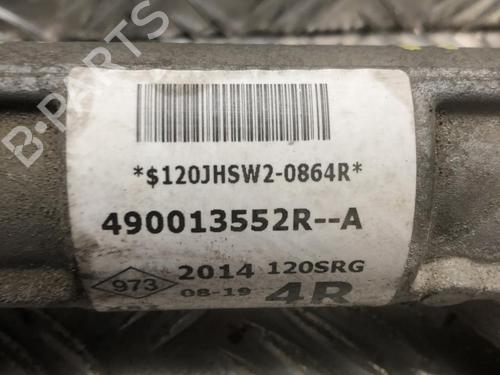 B-PARTS
*$120JHSW2-0864R*
490013552R--A
973 2014 120SRG
08-19 4R